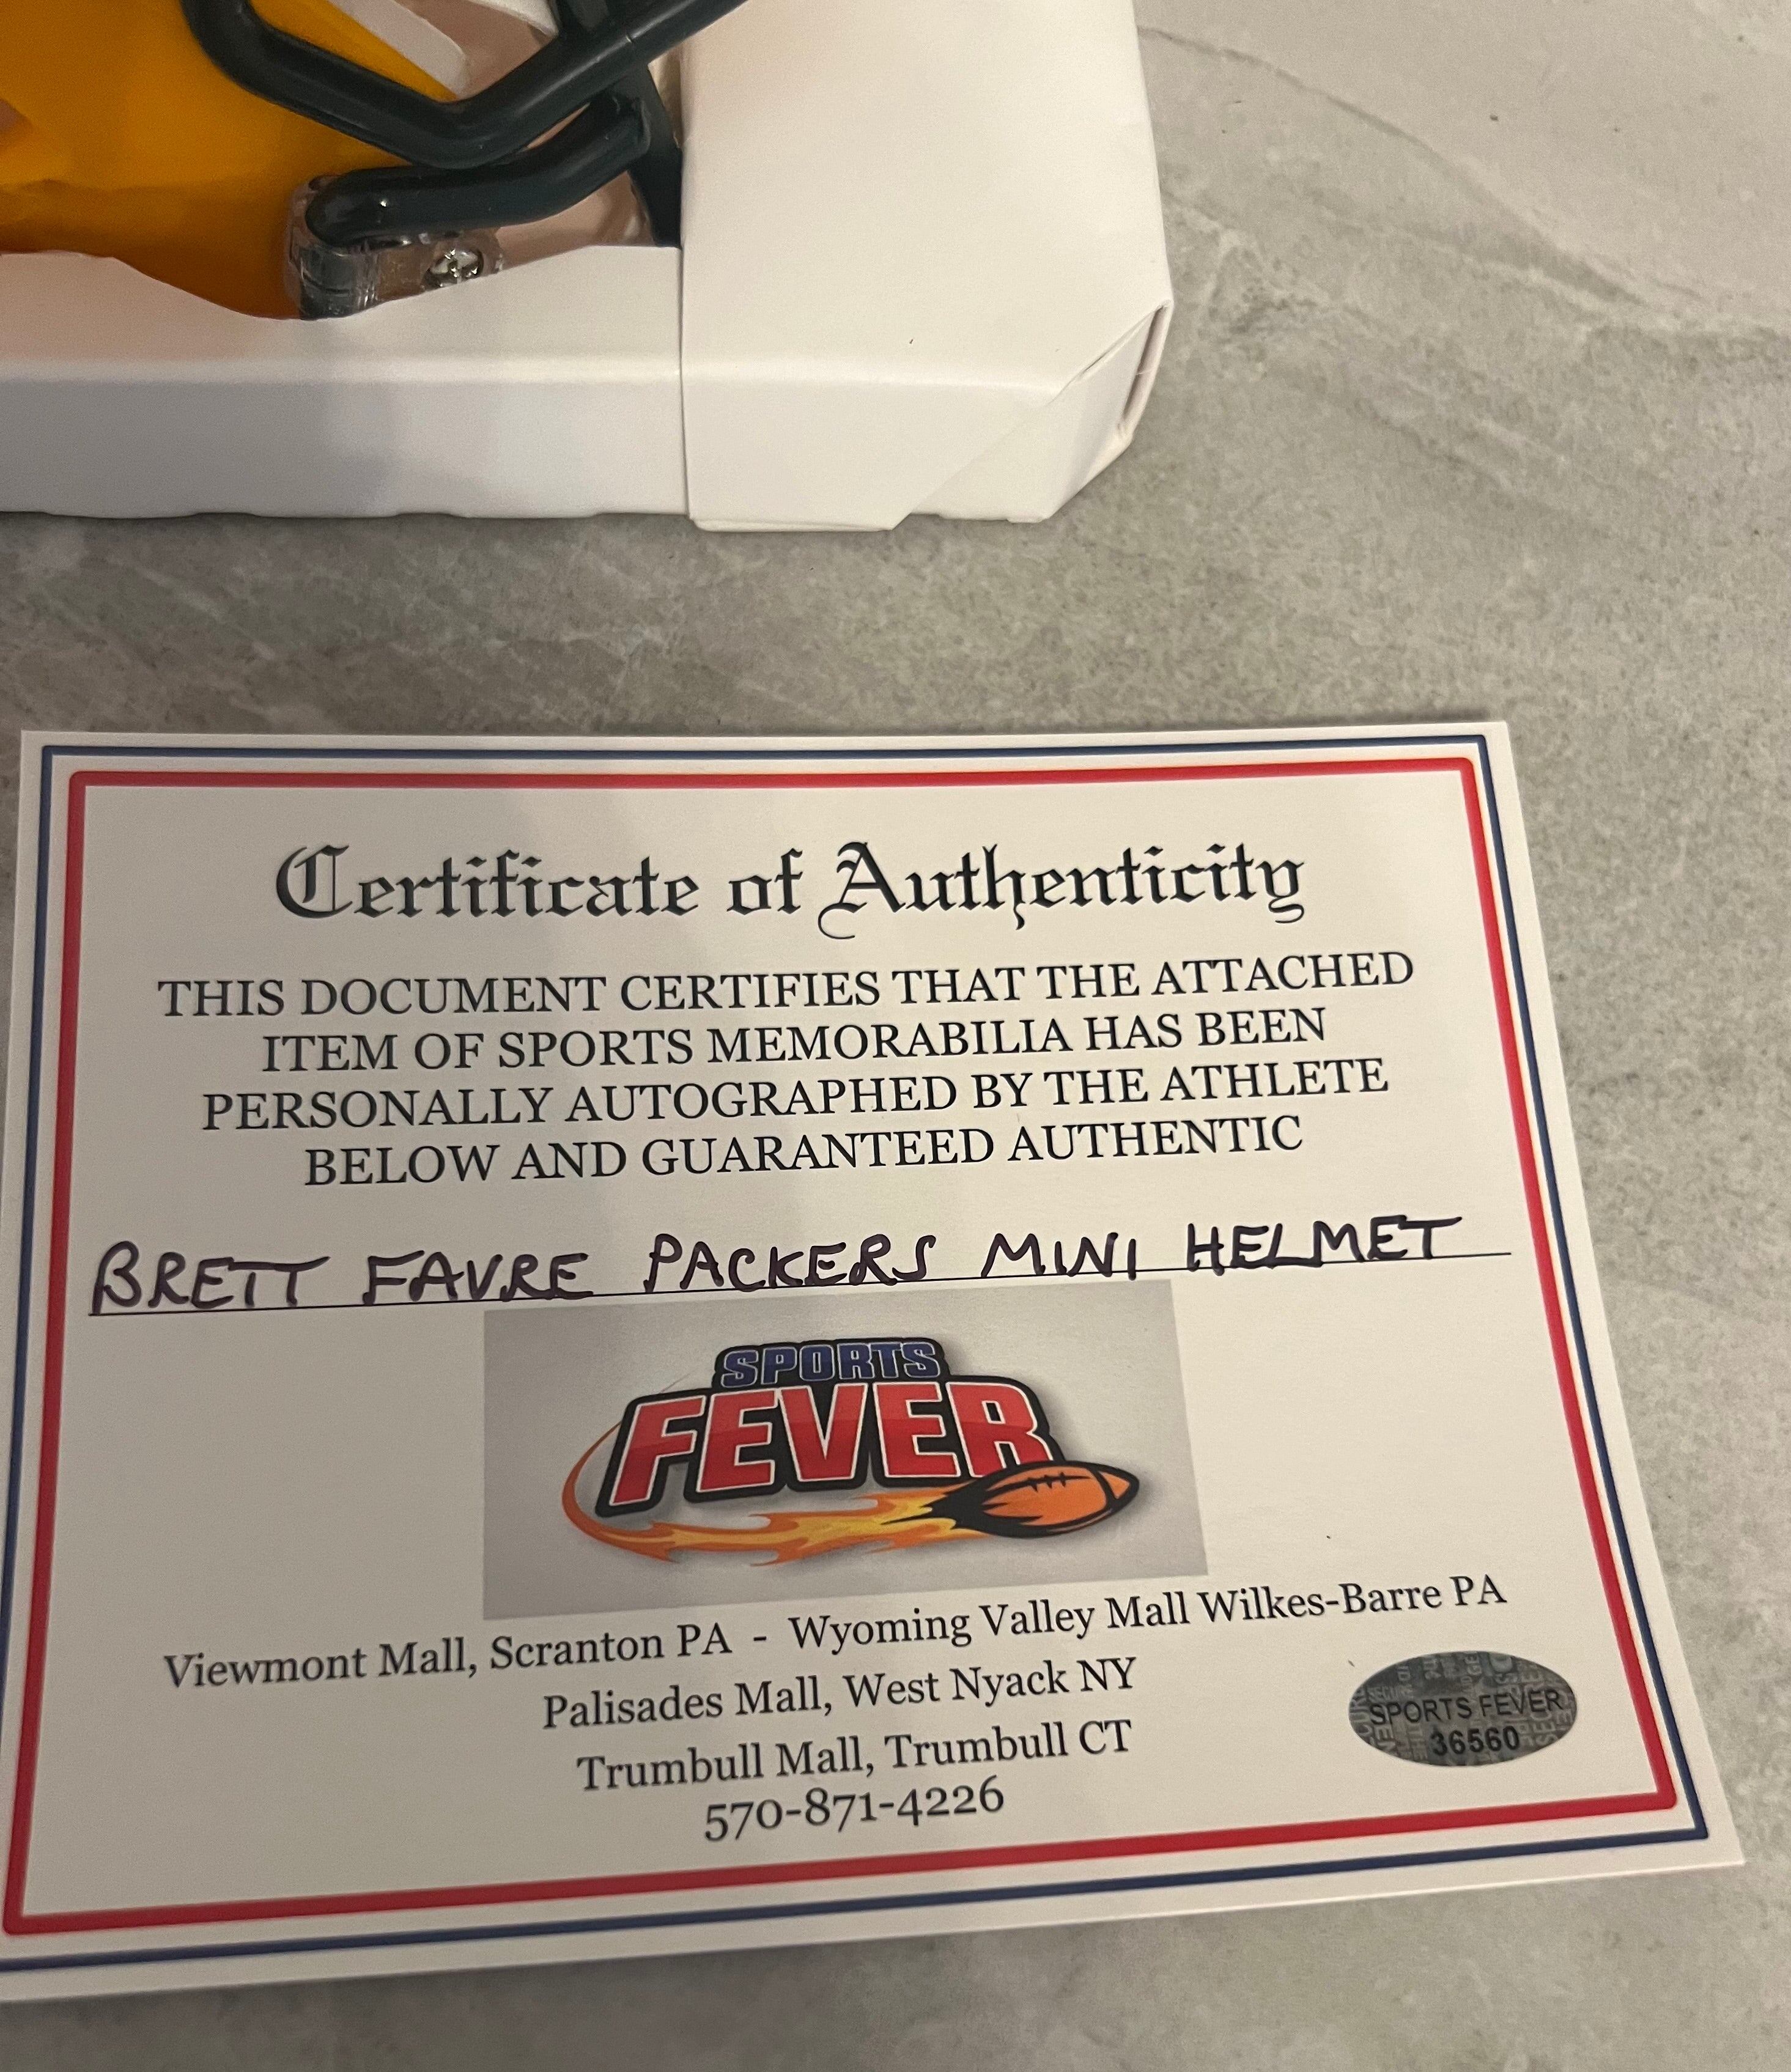 Certificate of Authenticity
THIS DOCUMENT CERTIFIES THAT THE ATTACHED
ITEM OF SPORTS MEMORABILIA HAS BEEN
PERSONALLY AUTOGRAPHED BY THE ATHLETE
BELOW AND GUARANTEED AUTHENTIC
BRETT FAVRE PACKERS MINI HELMET
SPORTS
FEVER
Viewmont Mall, Scranton PA - Wyoming Valley Mall Wilkes-Barre PA
Palisades Mall, West Nyack NY
Trumbull Mall, Trumbull CT
570-871-4226
SPORTS FEVER
36560